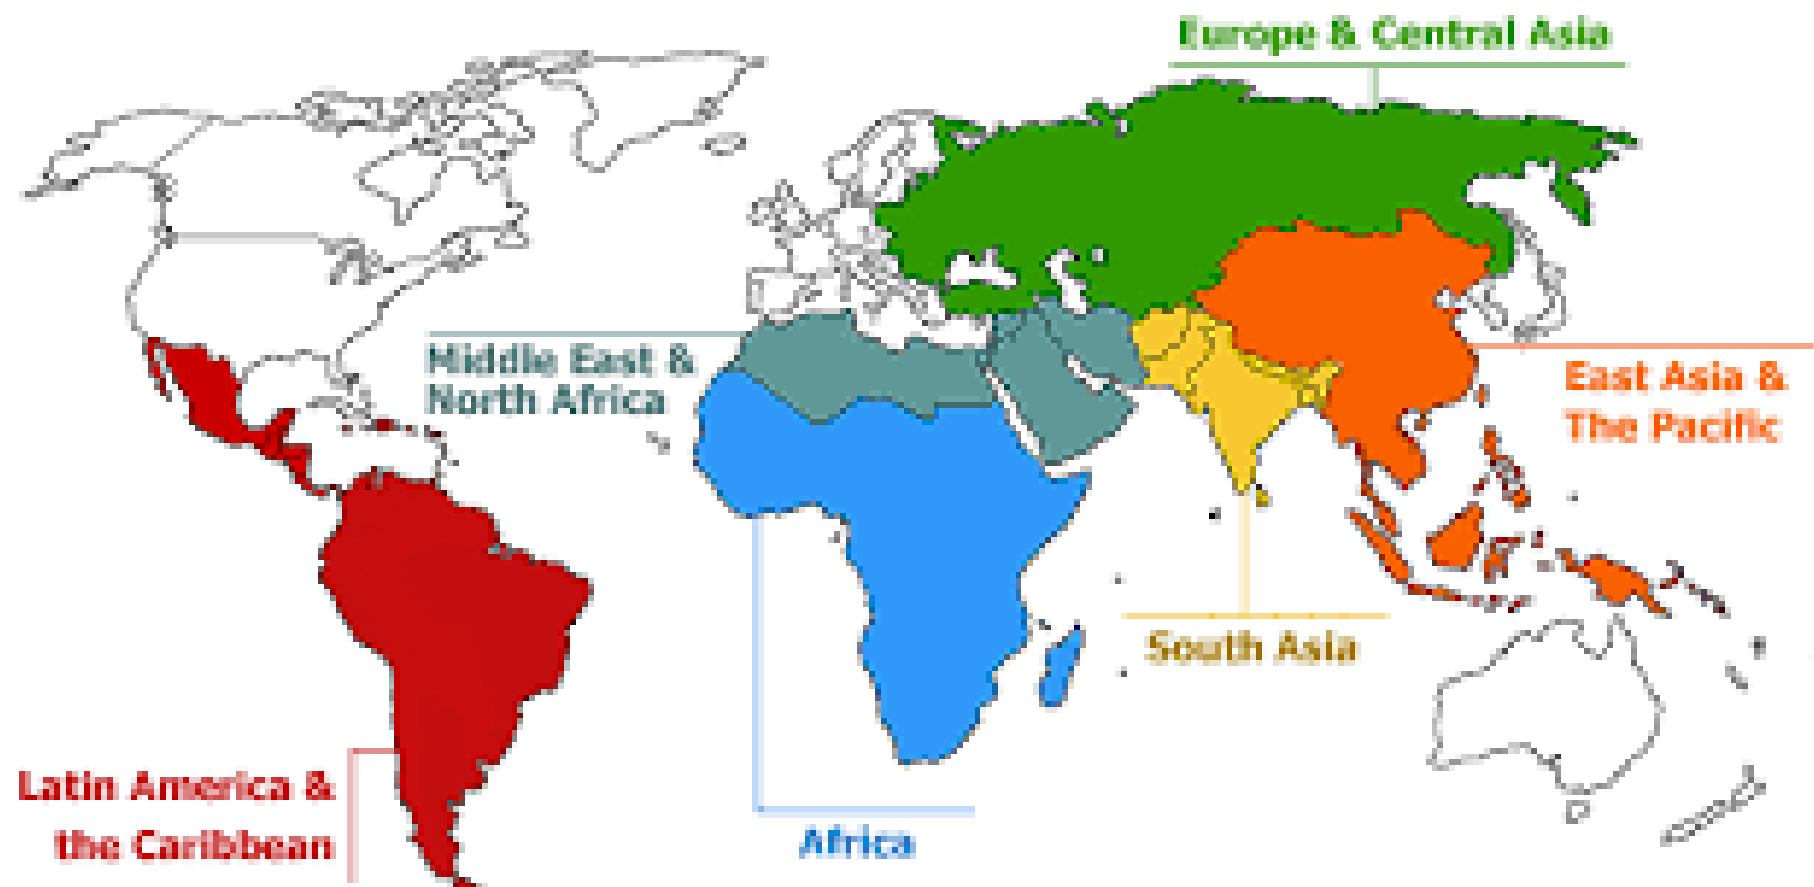 Europe & Central Asia
Middle East &
North Africa
East Asia &
The Pacific
South Asia
Latin America &
the Caribbean
Africa